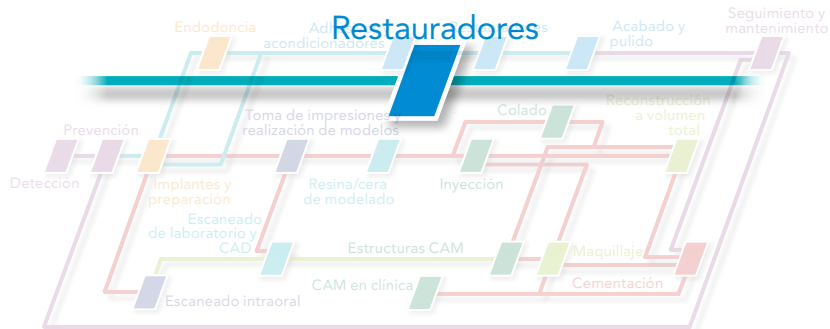 Seguimiento y
mantenimiento
Endodoncia
Restauradores
acondicionadores
Acabado y
pulido
Toma de impresiones y
realización de modelos
Colado
Reconstrucción
a volumen
total
Prevención
Detección
Implantes y
preparación
Resina/cera
de modelado
Inyección
Escaneado
de laboratorio y
CAD
Estructuras CAM
Maquillaje
Escaneado intraoral
CAM en clínica
Cementación